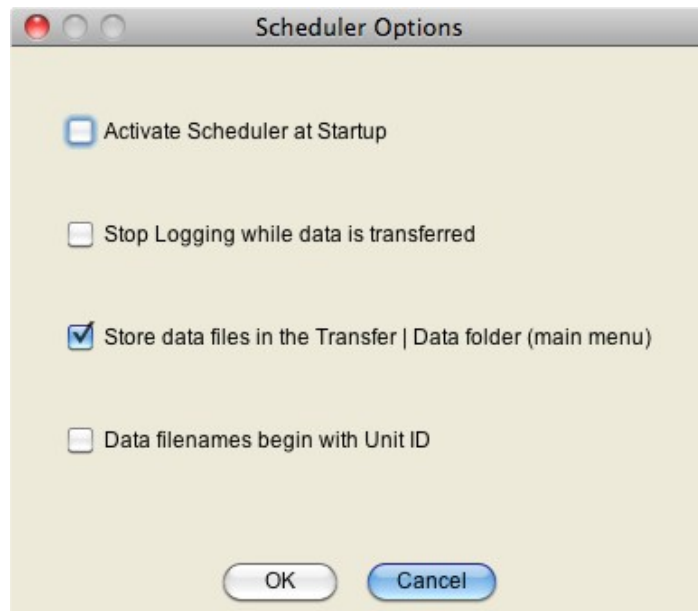 Scheduler Options
Activate Scheduler at Startup
Stop Logging while data is transferred
Store data files in the Transfer | Data folder (main menu)
Data filenames begin with Unit ID
OK Cancel